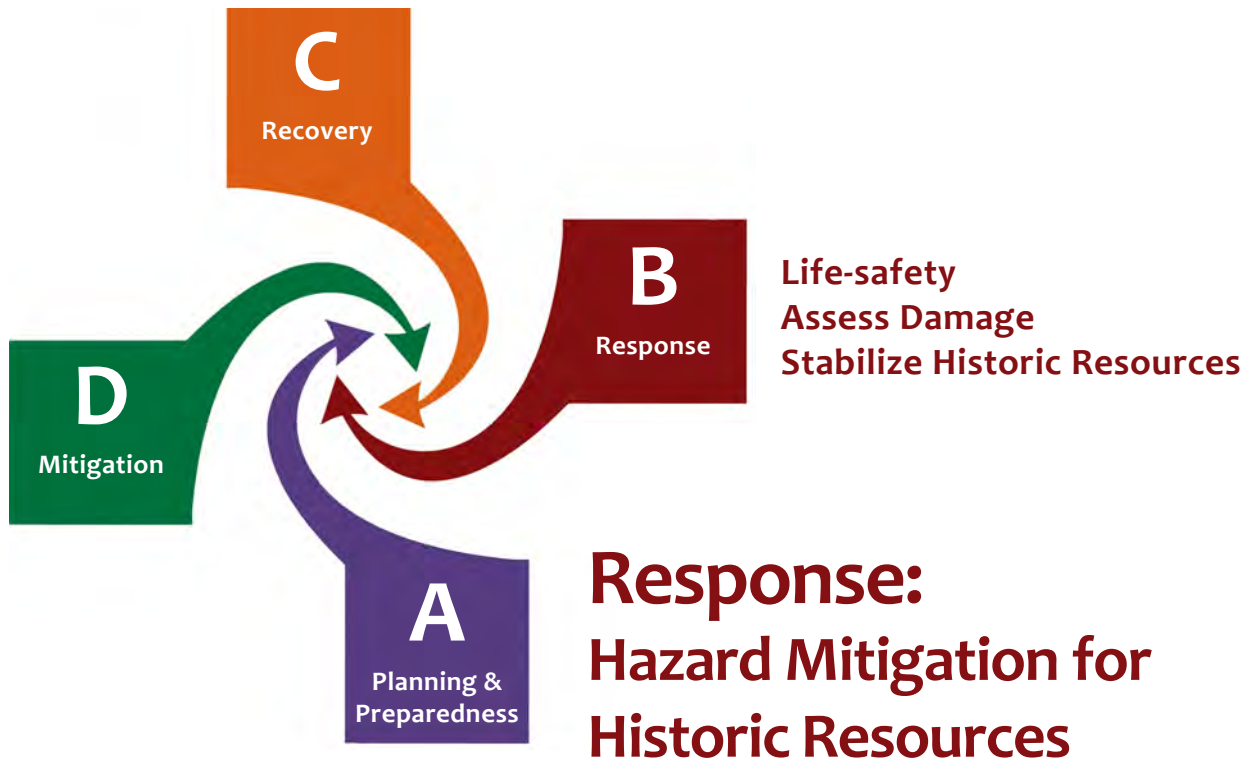 C
Recovery
B
Response
Life-safety
Assess Damage
Stabilize Historic Resources
D
Mitigation
A
Planning &
Preparedness
Response:
Hazard Mitigation for
Historic Resources